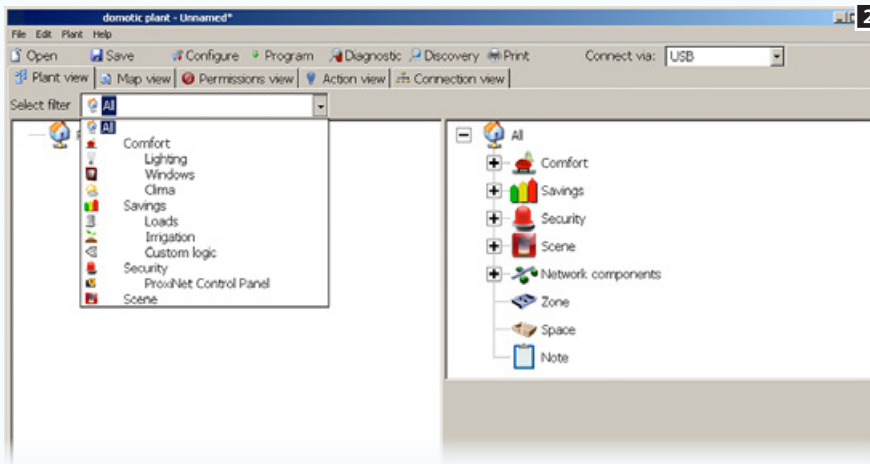 domotic plant - Unnamed*
2
File Edit Plant Help
Open Save Configure Program Diagnostic Discovery Print Connect via: USB
Plant view Map view Permissions view Action view Connection view
Select filter All
All
Comfort
Lighting
Windows
Clima
Savings
Loads
Irrigation
Custom logic
Security
ProxiNet Control Panel
Scene
All
Comfort
Savings
Security
Scene
Network components
Zone
Space
Note